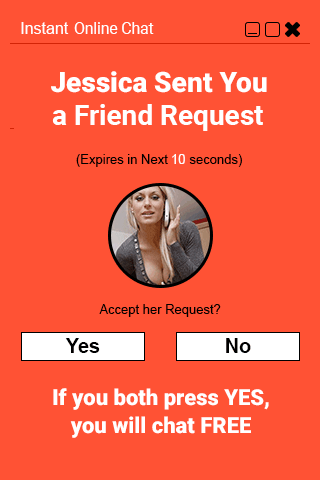 Instant Online Chat
Jessica Sent You
a Friend Request
(Expires in Next 10 seconds)
Accept her Request?
Yes
No
If you both press YES,
you will chat FREE